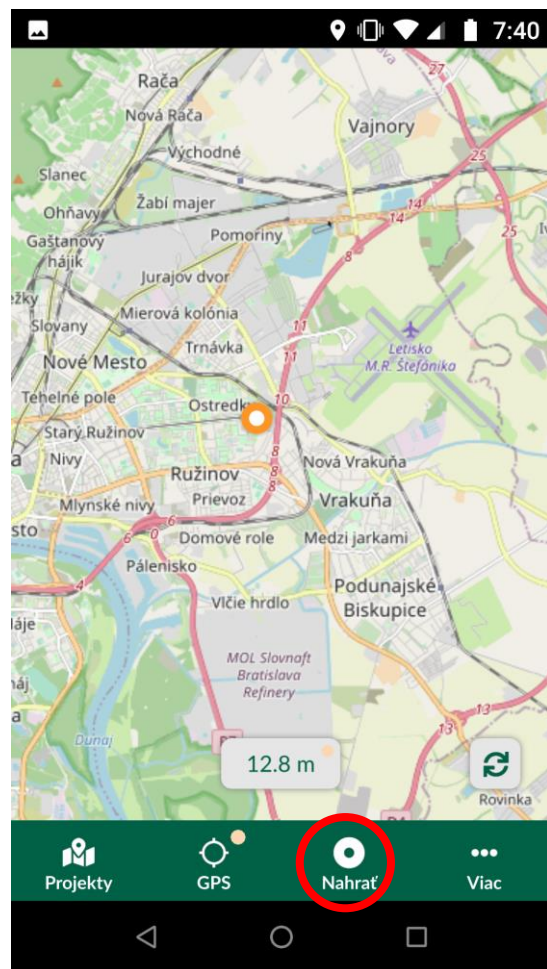 7:40
27
Rača
Nová Rača
Vajnory
Východné
25
Slanec
Žabí majer
14
Ohňavy
14
Gaštanový
hájik
Pomoriny
25
8
Jurajov dvor
Mierová kolónia
Slovany
11
Trnávka
Letisko
M.R. Štefánika
11
Nové Mesto
Tehelné pole
10
Ostredky
Starý Ružinov
8
Nivy
Nová Vrakuňa
Ružinov
8
8
Prievoz
Vrakuňa
Mlynské nivy
6
6
0
Domové role
Medzi jarkami
Pálenisko
4
Podunajské
Biskupice
Vlčie hrdlo
MOL Slovnaft
Bratislava
Refinery
13
13
Dunaj
13
12.8 m
Rovinka
Projekty
GPS
Nahrať
Viac